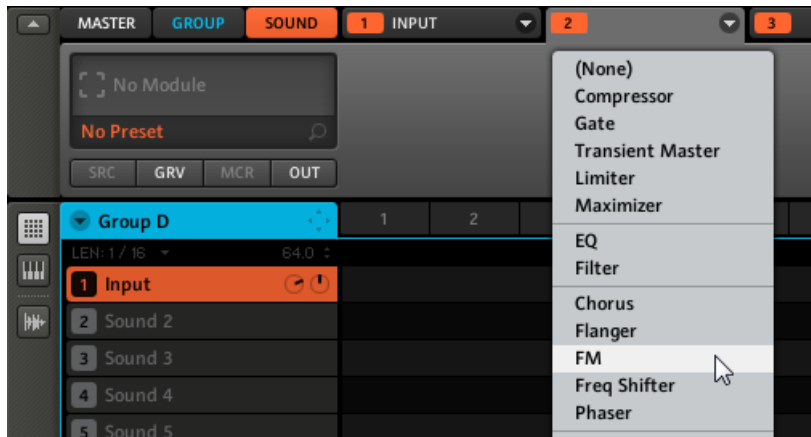 MASTER GROUP SOUND 1 INPUT 2 3
No Module
No Preset
SRC GRV MCR OUT
(None)
Compressor
Gate
Transient Master
Limiter
Maximizer
EQ
Filter
Chorus
Flanger
FM
Freq Shifter
Phaser
Group D 1 2
LEN: 1 / 16 64.0
1 Input
2 Sound 2
3 Sound 3
4 Sound 4
5 Sound 5